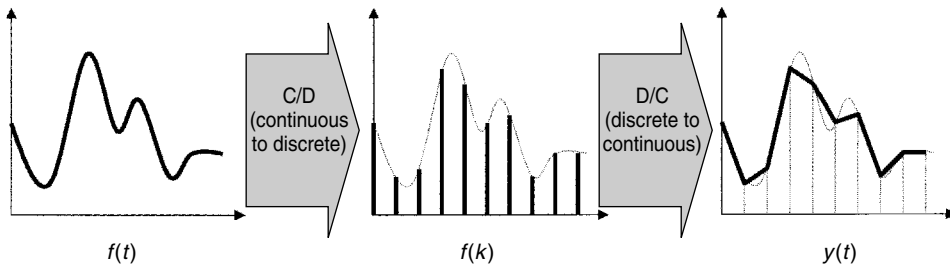 C/D
(continuous
to discrete)
D/C
(discrete to
continuous)
f(t)
f(k)
y(t)